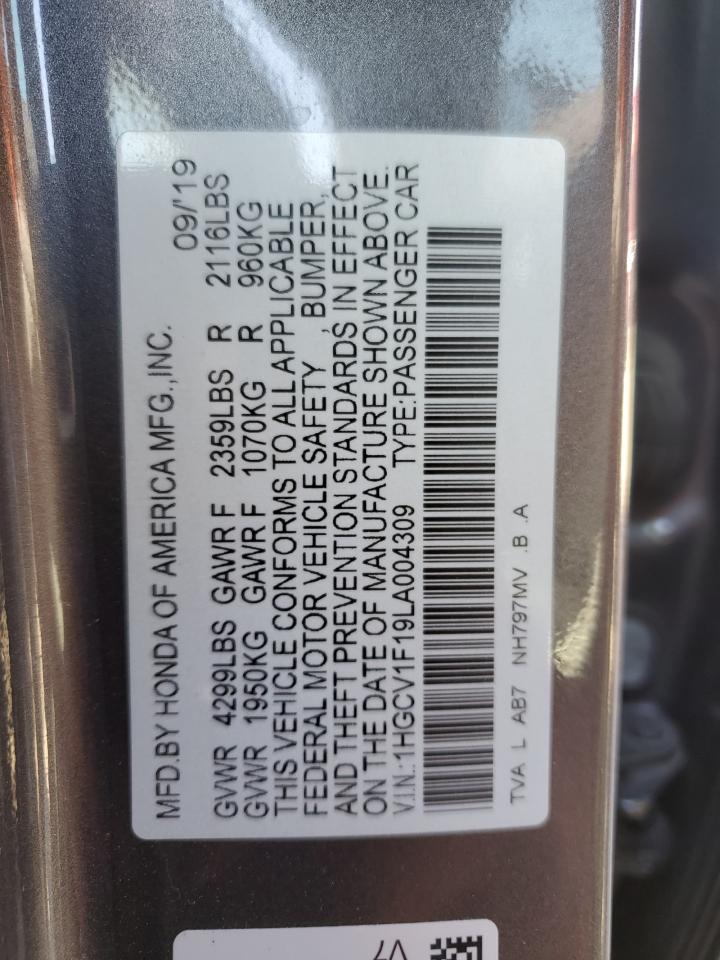 MFD.BY HONDA OF AMERICA MFG.,INC. 09/'19
GVWR 4299LBS GAWR F 2359LBS R 2116LBS
GVWR 1950KG GAWR F 1070KG R 960KG
THIS VEHICLE CONFORMS TO ALL APPLICABLE
FEDERAL MOTOR VEHICLE SAFETY , BUMPER,
AND THEFT PREVENTION STANDARDS IN EFFECT
ON THE DATE OF MANUFACTURE SHOWN ABOVE.
V.I.N.:1HGCV1F19LA004309 TYPE:PASSENGER CAR
TVA L AB7 NH797MV .B .A